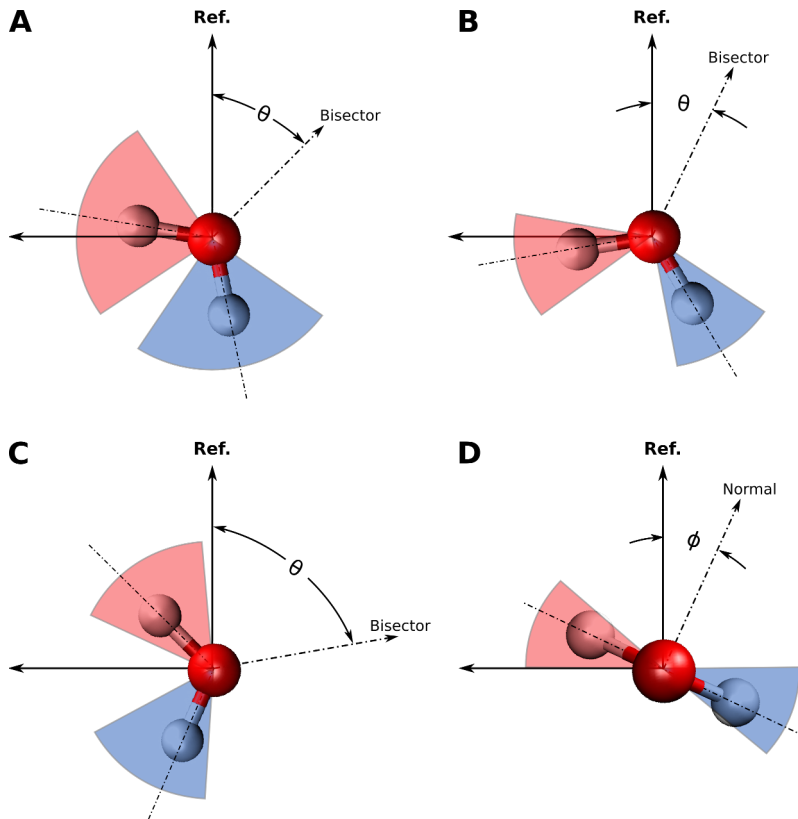 A
Ref.
θ
Bisector
B
Ref.
Bisector
θ
C
Ref.
θ
Bisector
D
Ref.
Normal
ϕ